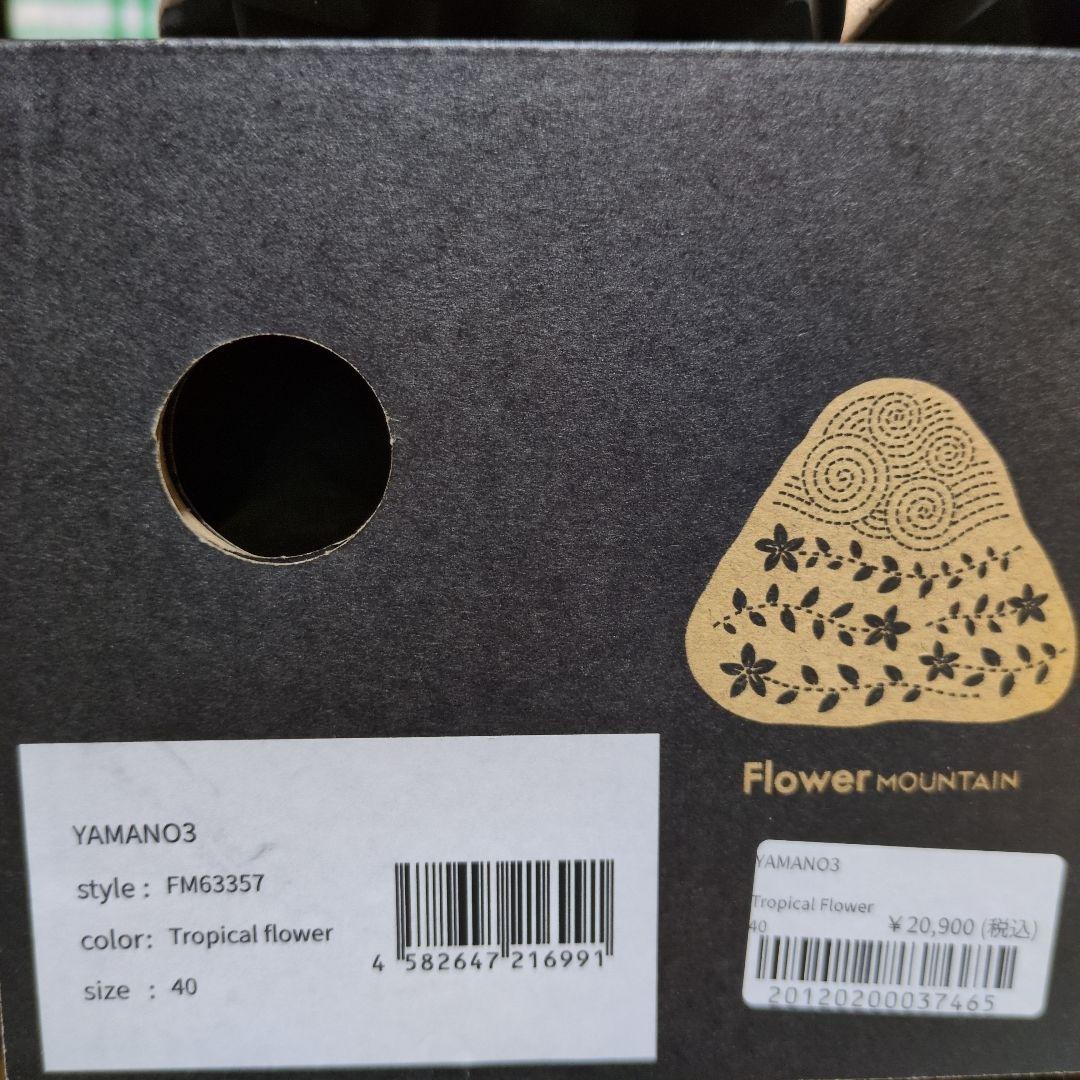 Flower MOUNTAIN
YAMANO3
style : FM63357
color: Tropical flower
size : 40
4 582647 216991
YAMANO3
Tropical Flower
40
¥20,900 (税込)
20120200037465